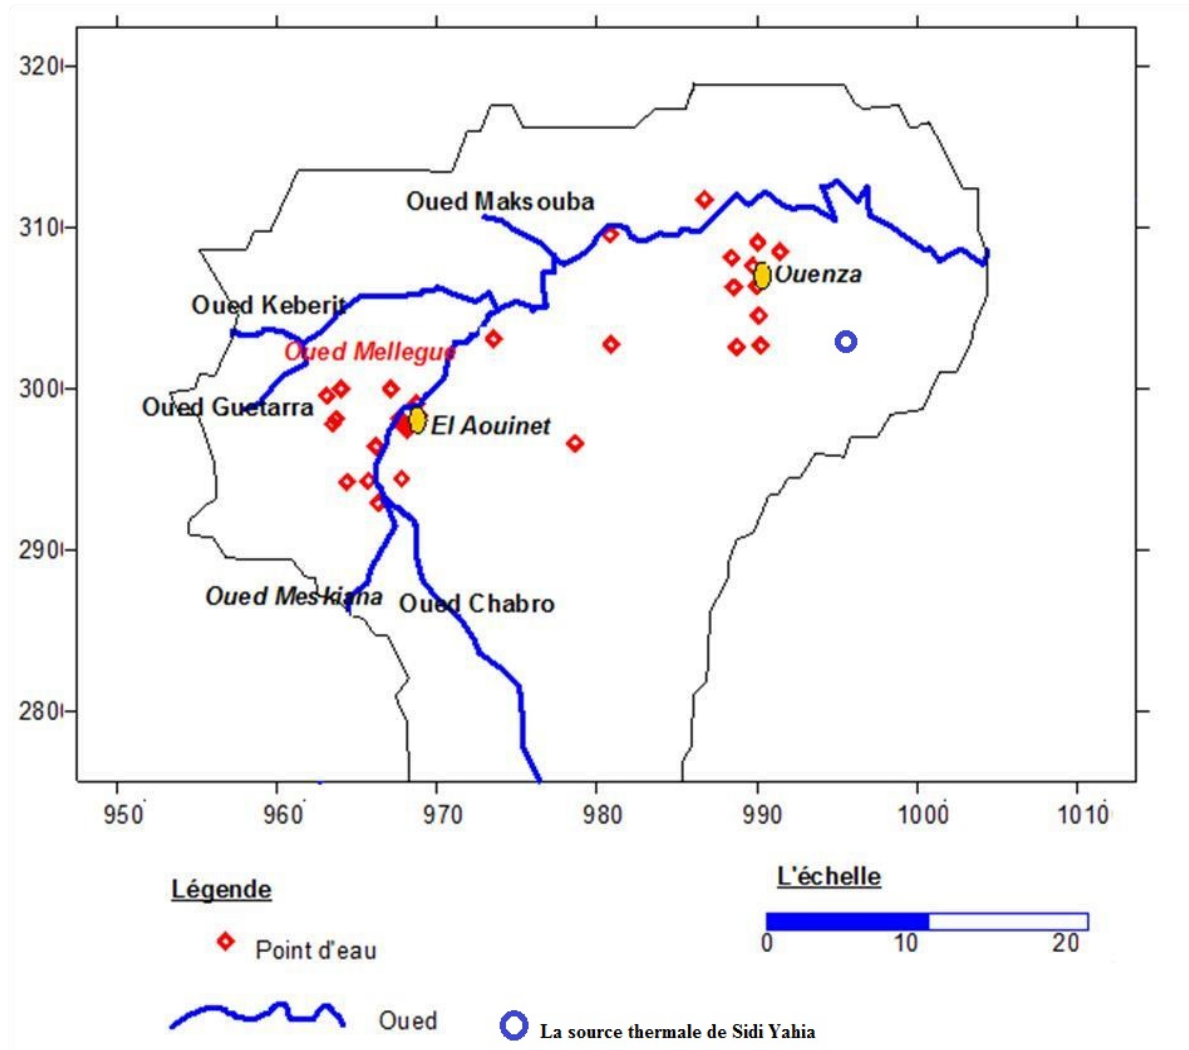 320
310
300
290
280
Oued Maksouba
Ouenza
Oued Keberit
Oued Mellegue
Oued Guetarra
El Aouinet
Oued Meskiana
Oued Chabro
950 960 970 980 990 1000 1010
Légende
L'échelle
0 10 20
Point d'eau
Oued
La source thermale de Sidi Yahia